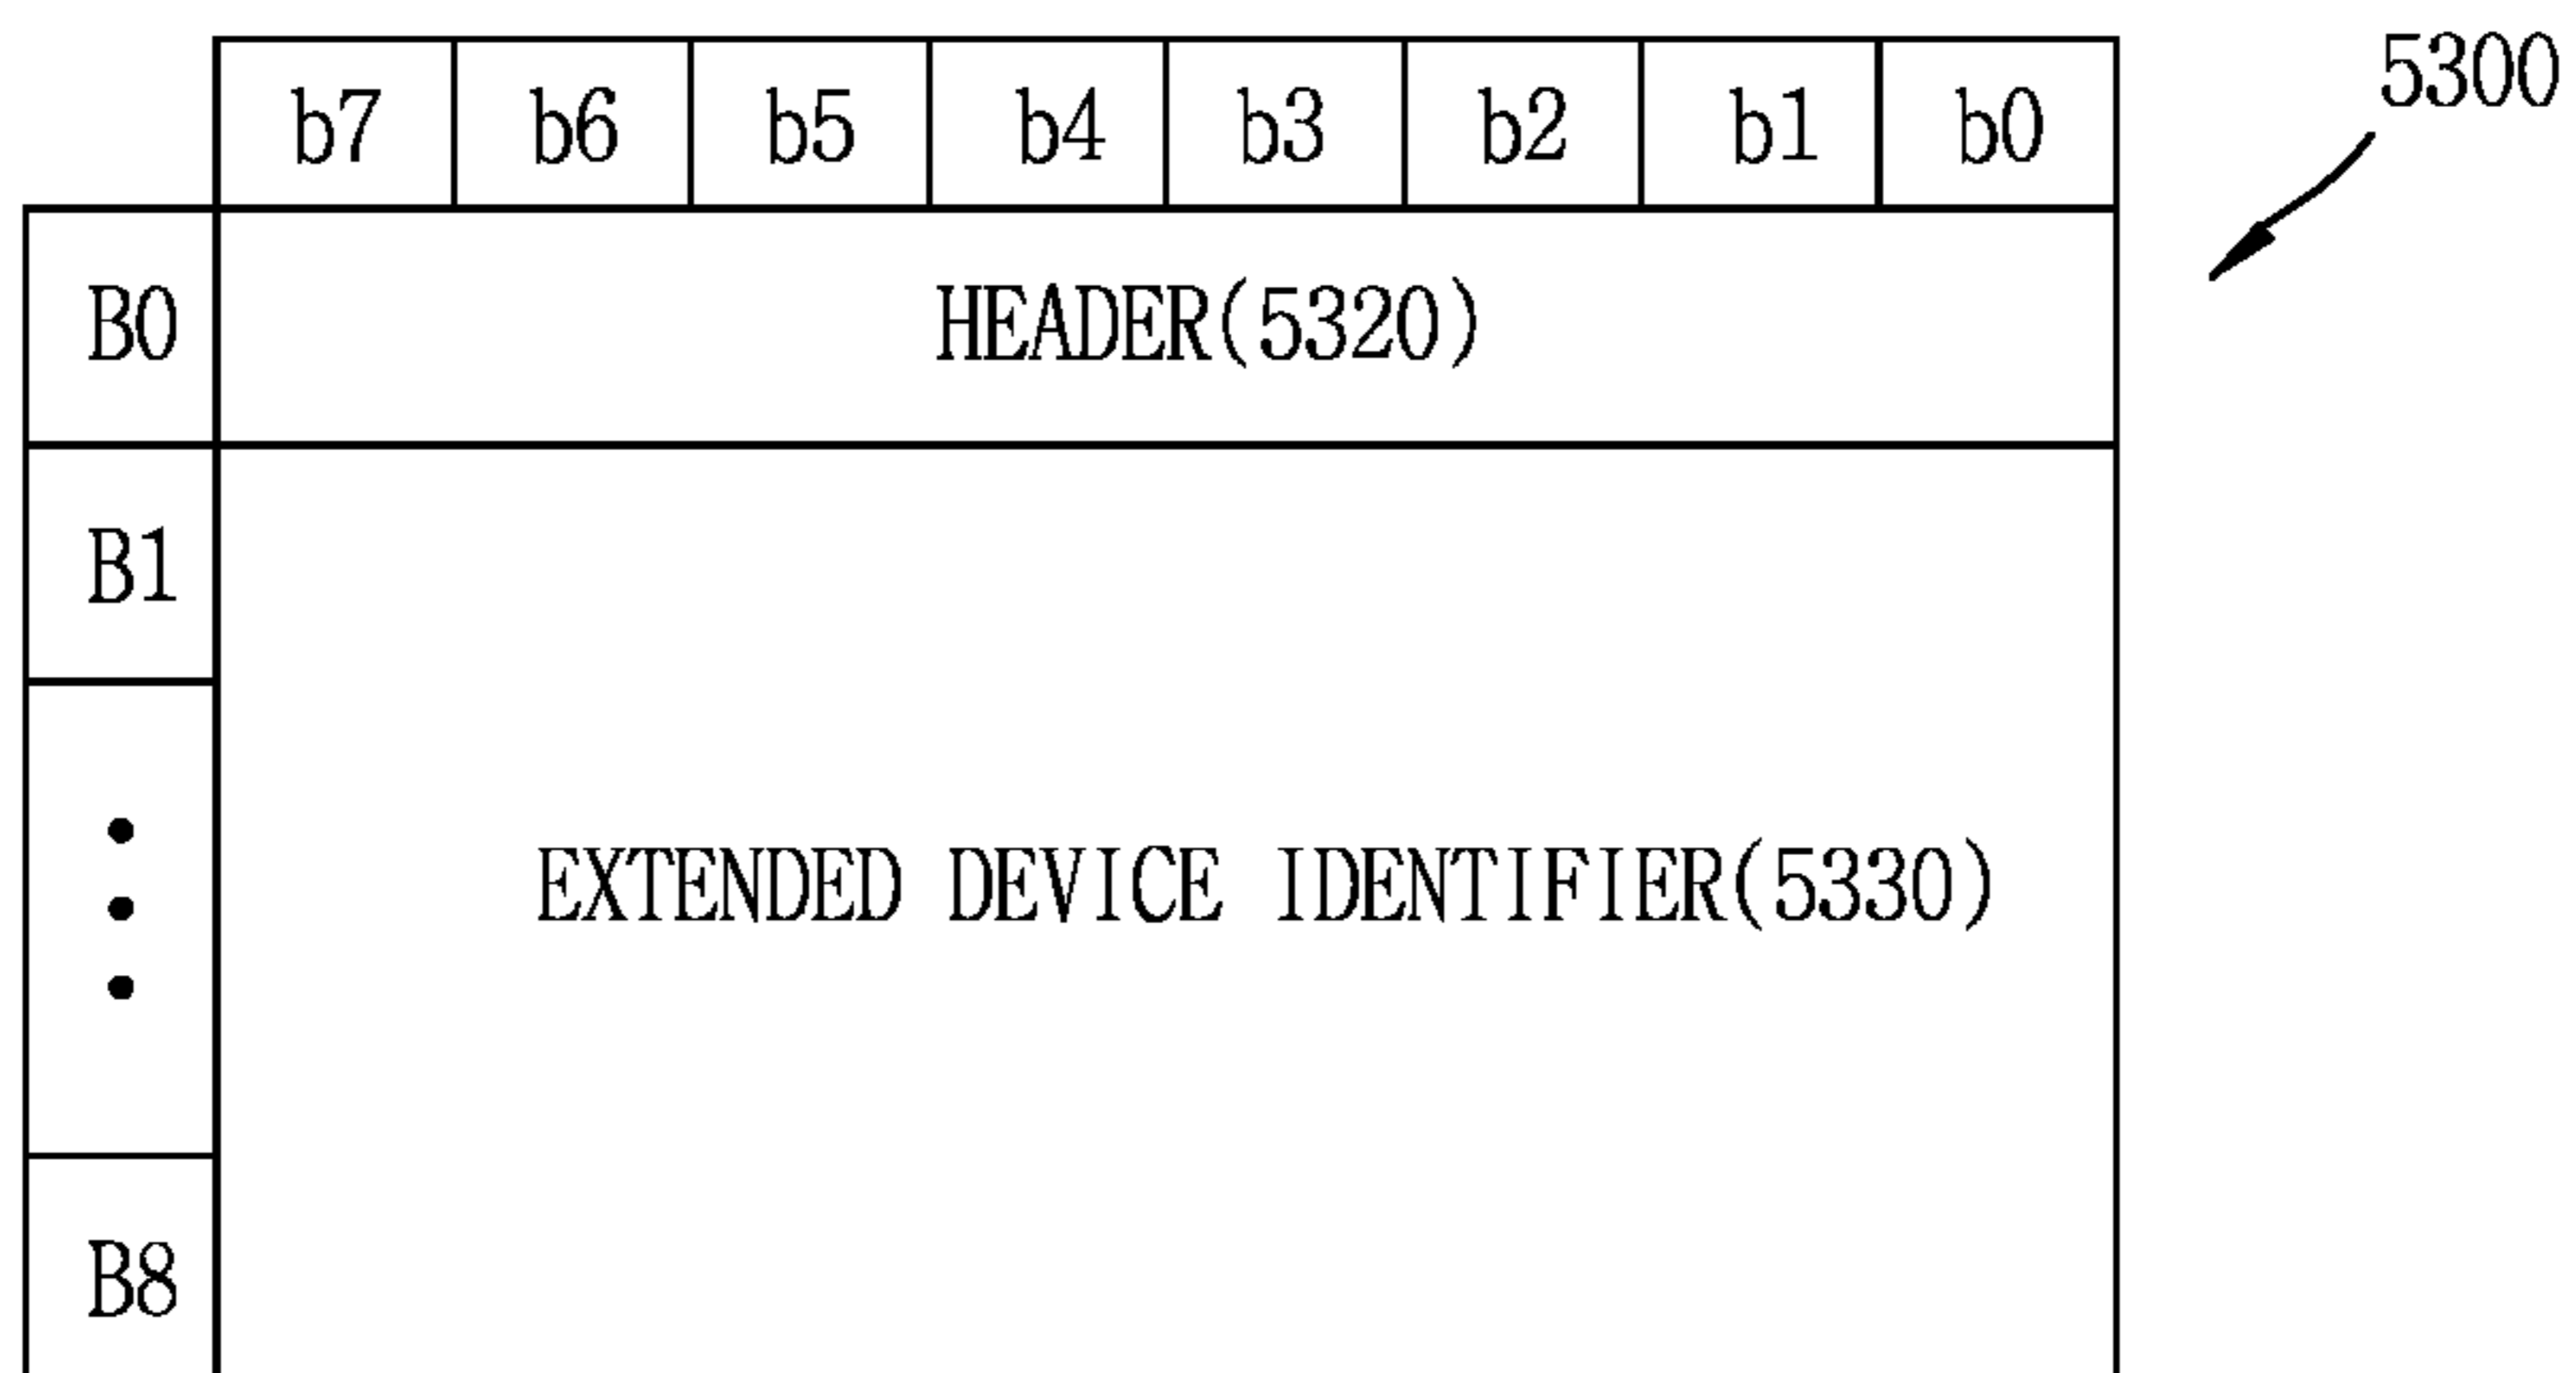 5300
b7 b6 b5 b4 b3 b2 b1 b0
B0 HEADER(5320)
B1
EXTENDED DEVICE IDENTIFIER(5330)
B8